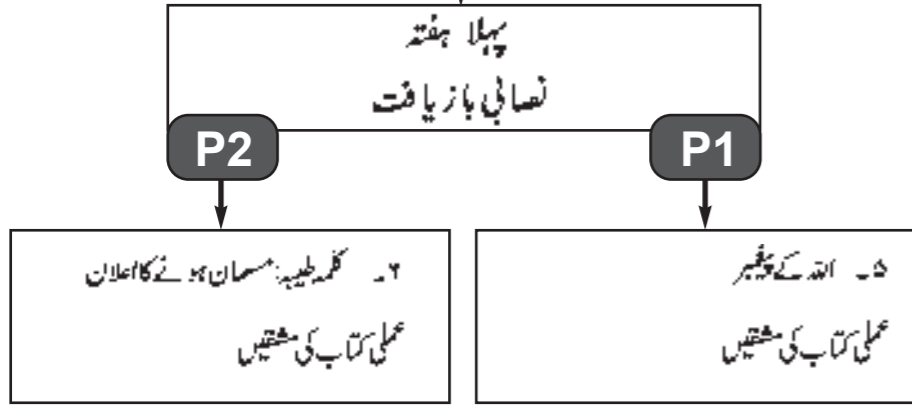 پہلا ہفتہ
نصابی بازیافت
P1
P2
۵۔ اللہ کے پیغمبر
عملی کتاب کی مشقیں
۶۔ کلمہ طیبہ: مسلمان ہونے کا اعلان
عملی کتاب کی مشقیں